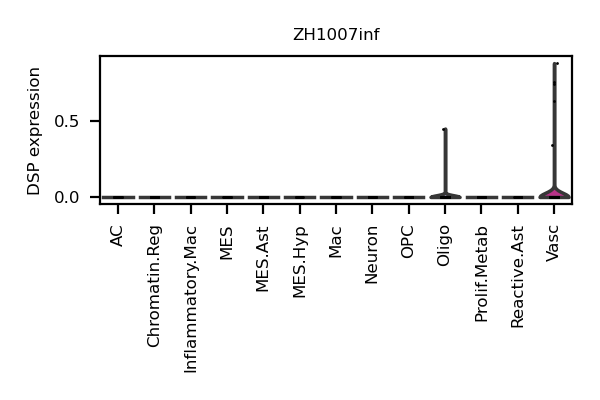 ZH1007inf
DSP expression
0.5
0.0
AC
Chromatin.Reg
Inflammatory.Mac
MES
MES.Ast
MES.Hyp
Mac
Neuron
OPC
Oligo
Prolif.Metab
Reactive.Ast
Vasc